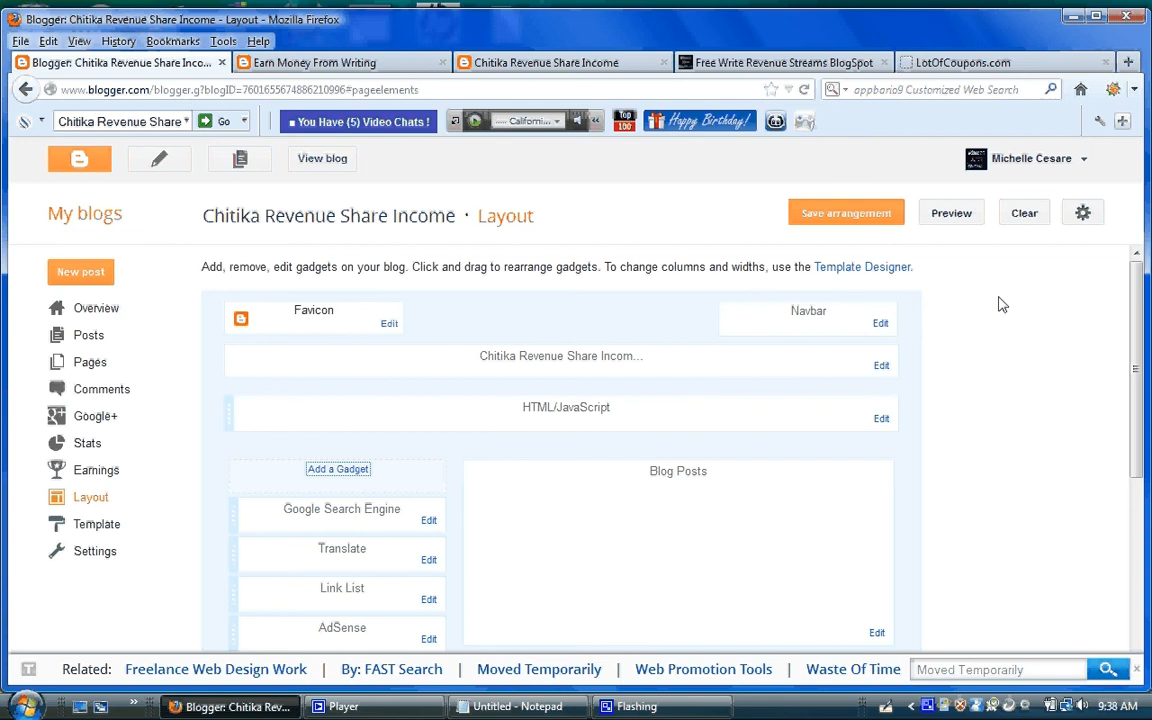 Blogger: Chitika Revenue Share Income - Layout - Mozilla Firefox
File Edit View History Bookmarks Tools Help
Blogger: Chitika Revenue Share Inco... Earn Money From Writing Chitika Revenue Share Income Free Write Revenue Streams BlogSpot LotOfCoupons.com
www.blogger.com/blogger.g?blogID=7601655674886210996#pageelements appbario9 Customized Web Search
Chitika Revenue Share Go You Have (5) Video Chats ! Californi... Top 100 Happy Birthday!
View blog Michelle Cesare
My blogs Chitika Revenue Share Income · Layout Save arrangement Preview Clear
New post Add, remove, edit gadgets on your blog. Click and drag to rearrange gadgets. To change columns and widths, use the Template Designer.
Overview
Posts
Pages
Comments
Google+
Stats
Earnings
Layout
Template
Settings
Favicon
Edit
Navbar
Edit
Chitika Revenue Share Incom...
Edit
HTML/JavaScript
Edit
Add a Gadget
Google Search Engine
Edit
Translate
Edit
Link List
Edit
AdSense
Edit
Blog Posts
Edit
Related: Freelance Web Design Work | By: FAST Search | Moved Temporarily | Web Promotion Tools | Waste Of Time Moved Temporarily
Blogger: Chitika Rev... Player Untitled - Notepad Flashing 9:38 AM